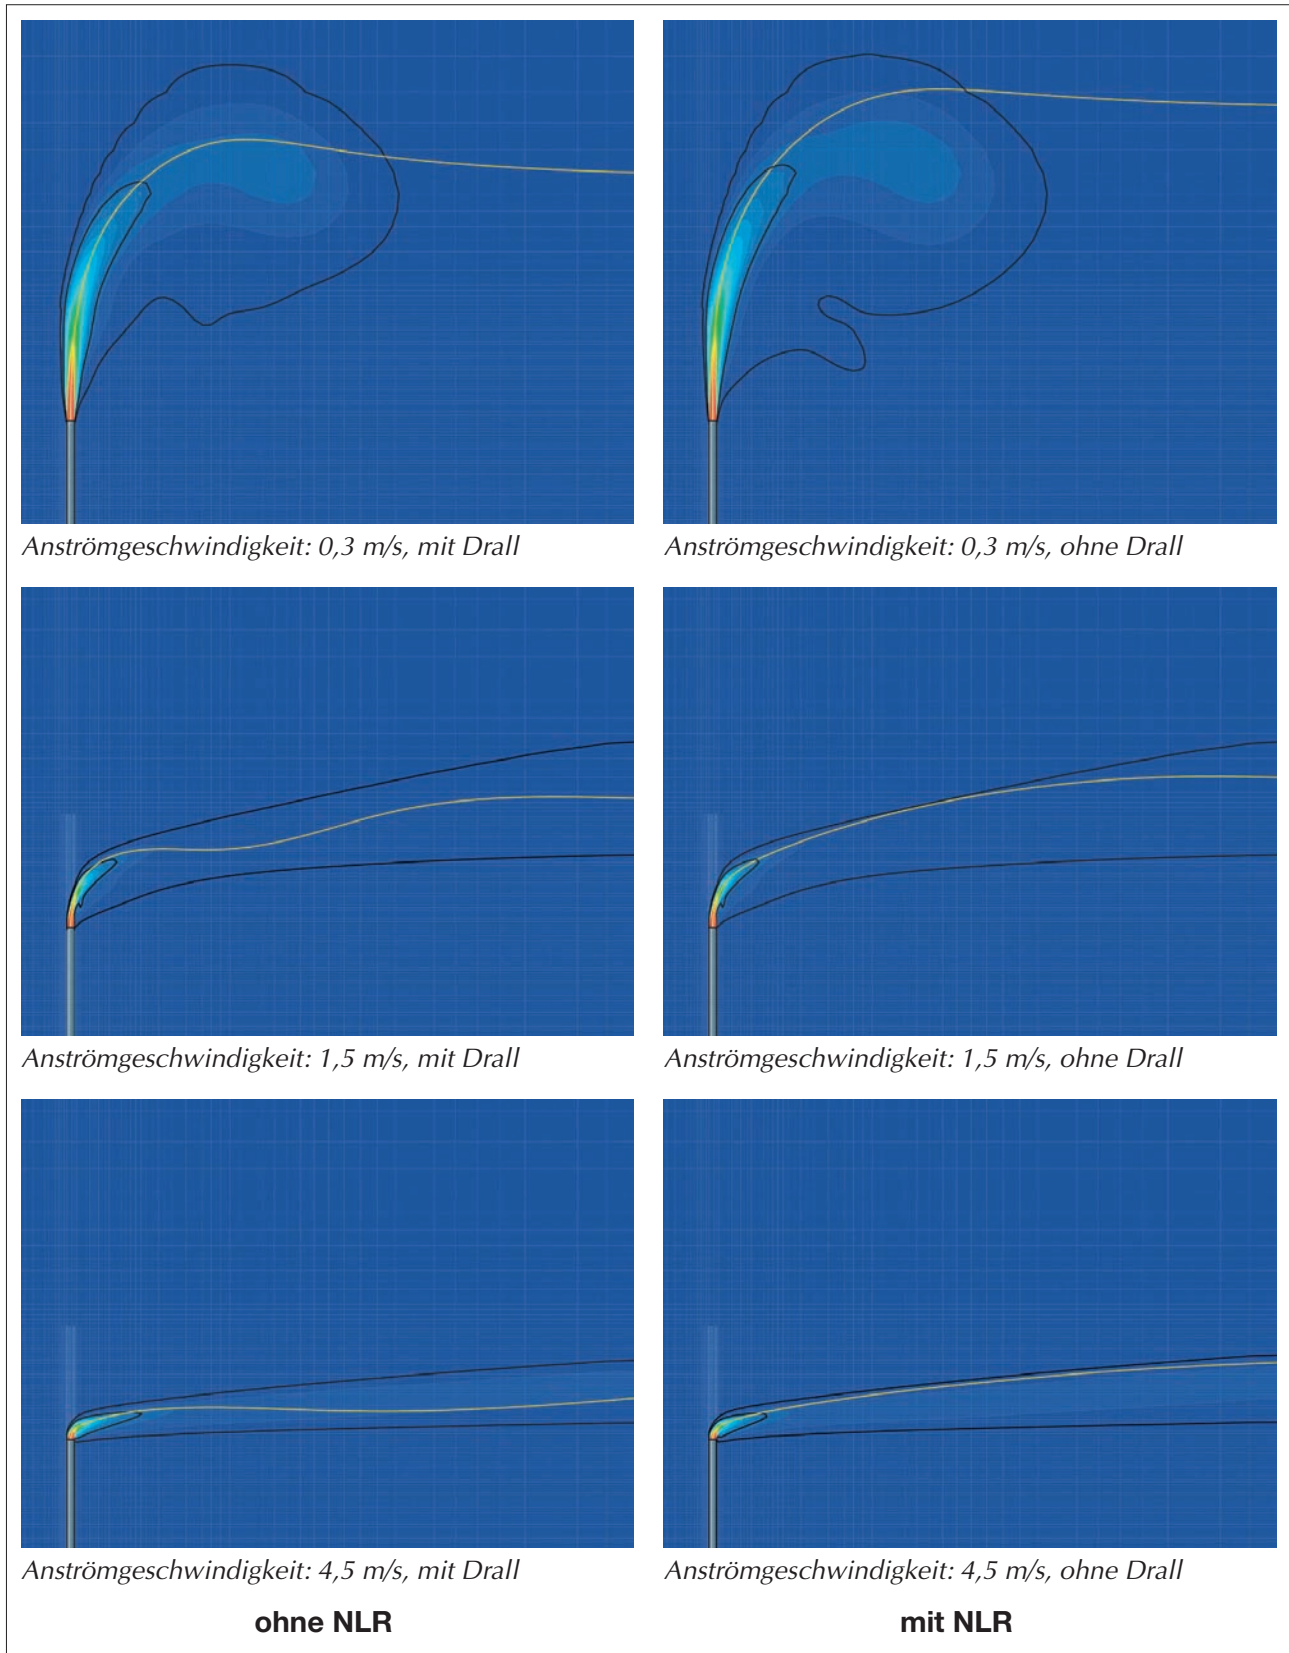 Anströmgeschwindigkeit: 0,3 m/s, mit Drall
Anströmgeschwindigkeit: 0,3 m/s, ohne Drall
Anströmgeschwindigkeit: 1,5 m/s, mit Drall
Anströmgeschwindigkeit: 1,5 m/s, ohne Drall
Anströmgeschwindigkeit: 4,5 m/s, mit Drall
Anströmgeschwindigkeit: 4,5 m/s, ohne Drall
ohne NLR
mit NLR